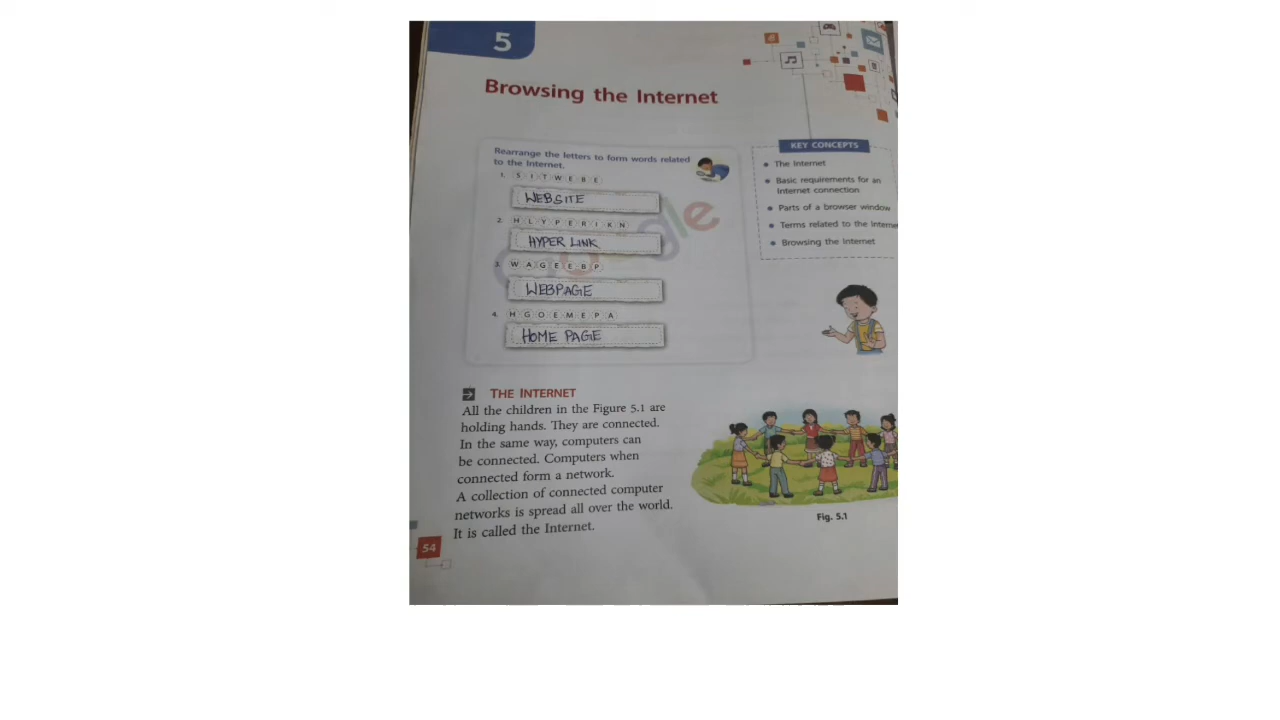 5
Browsing the Internet
Rearrange the letters to form words related
to the Internet.
1. S I T W E B E
WEBSITE
2. H L Y P E R I K N
HYPER LINK
3. W A G E E B P
WEBPAGE
4. H G O E M E P A
HOME PAGE
Google
KEY CONCEPTS
• The Internet
• Basic requirements for an
Internet connection
• Parts of a browser window
• Terms related to the Interne
• Browsing the Internet
THE INTERNET
All the children in the Figure 5.1 are
holding hands. They are connected.
In the same way, computers can
be connected. Computers when
connected form a network.
A collection of connected computer
networks is spread all over the world.
It is called the Internet.
Fig. 5.1
54